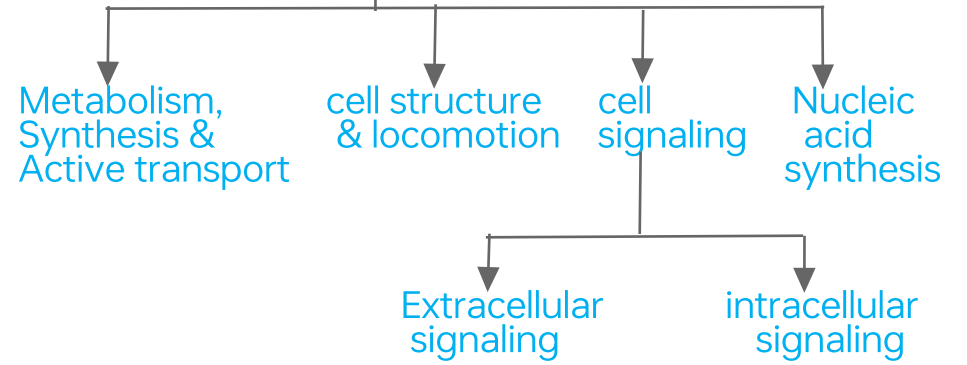 Metabolism,
Synthesis &
Active transport
cell structure
& locomotion
cell
signaling
Nucleic
acid
synthesis
Extracellular
signaling
intracellular
signaling